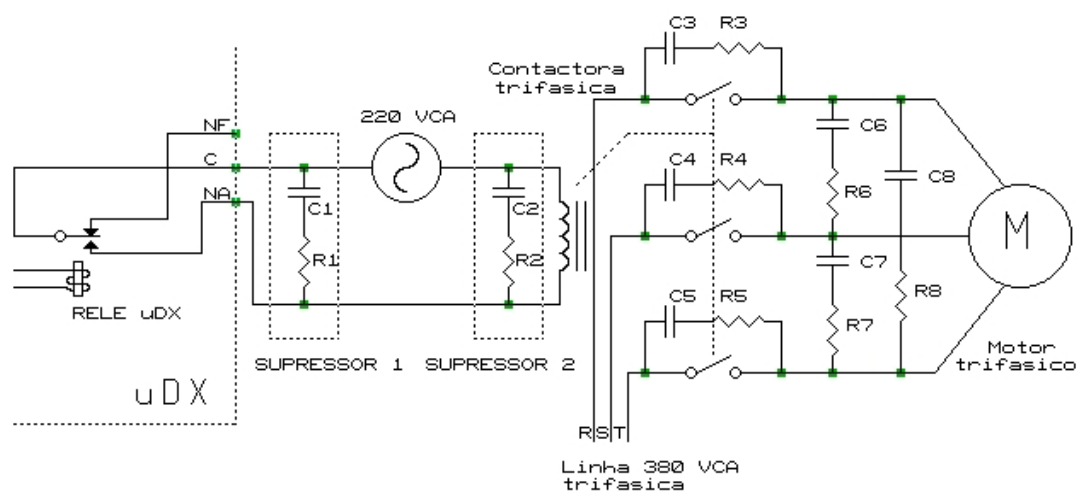 C3
R3
Contactora
trifasica
220 VCA
NF
C
NA
C1
R1
C2
R2
C4
R4
C6
R6
C8
M
C7
R7
R8
C5
R5
RELE uDX
SUPRESSOR 1
SUPRESSOR 2
Motor
trifasico
uDX
RST
Linha 380 VCA
trifasica